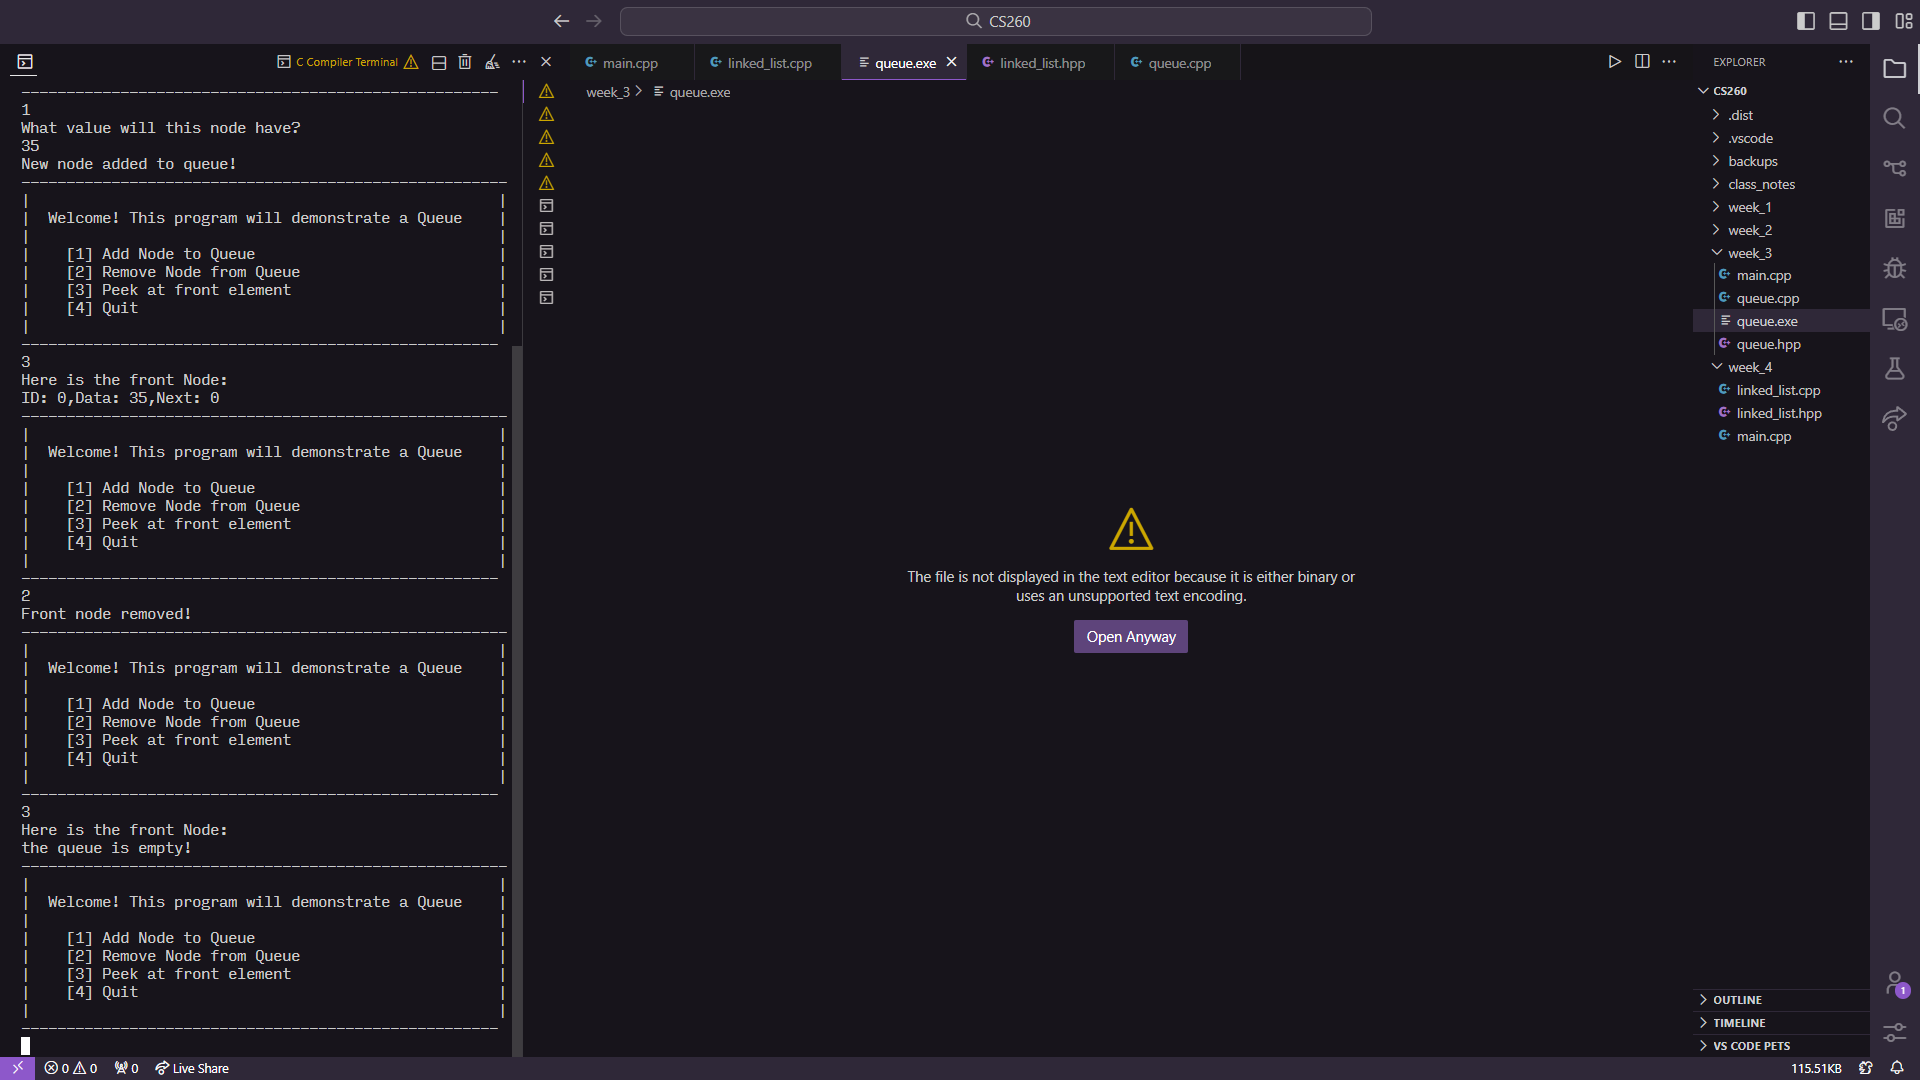 CS260
C Compiler Terminal
main.cpp
linked_list.cpp
queue.exe
linked_list.hpp
queue.cpp
week_3 > queue.exe
----------------------------------------------------
1
What value will this node have?
35
New node added to queue!
------------------------------------------------------
| |
| Welcome! This program will demonstrate a Queue |
| |
| [1] Add Node to Queue |
| [2] Remove Node from Queue |
| [3] Peek at front element |
| [4] Quit |
| |
-----------------------------------------------------
3
Here is the front Node:
ID: 0,Data: 35,Next: 0
------------------------------------------------------
| |
| Welcome! This program will demonstrate a Queue |
| |
| [1] Add Node to Queue |
| [2] Remove Node from Queue |
| [3] Peek at front element |
| [4] Quit |
| |
-----------------------------------------------------
2
Front node removed!
------------------------------------------------------
| |
| Welcome! This program will demonstrate a Queue |
| |
| [1] Add Node to Queue |
| [2] Remove Node from Queue |
| [3] Peek at front element |
| [4] Quit |
| |
-----------------------------------------------------
3
Here is the front Node:
the queue is empty!
------------------------------------------------------
| |
| Welcome! This program will demonstrate a Queue |
| |
| [1] Add Node to Queue |
| [2] Remove Node from Queue |
| [3] Peek at front element |
| [4] Quit |
| |
-----------------------------------------------------
The file is not displayed in the text editor because it is either binary or
uses an unsupported text encoding.
Open Anyway
EXPLORER
CS260
.dist
.vscode
backups
class_notes
week_1
week_2
week_3
main.cpp
queue.cpp
queue.exe
queue.hpp
week_4
linked_list.cpp
linked_list.hpp
main.cpp
OUTLINE
TIMELINE
VS CODE PETS
1
0 0 0 Live Share
115.51KB